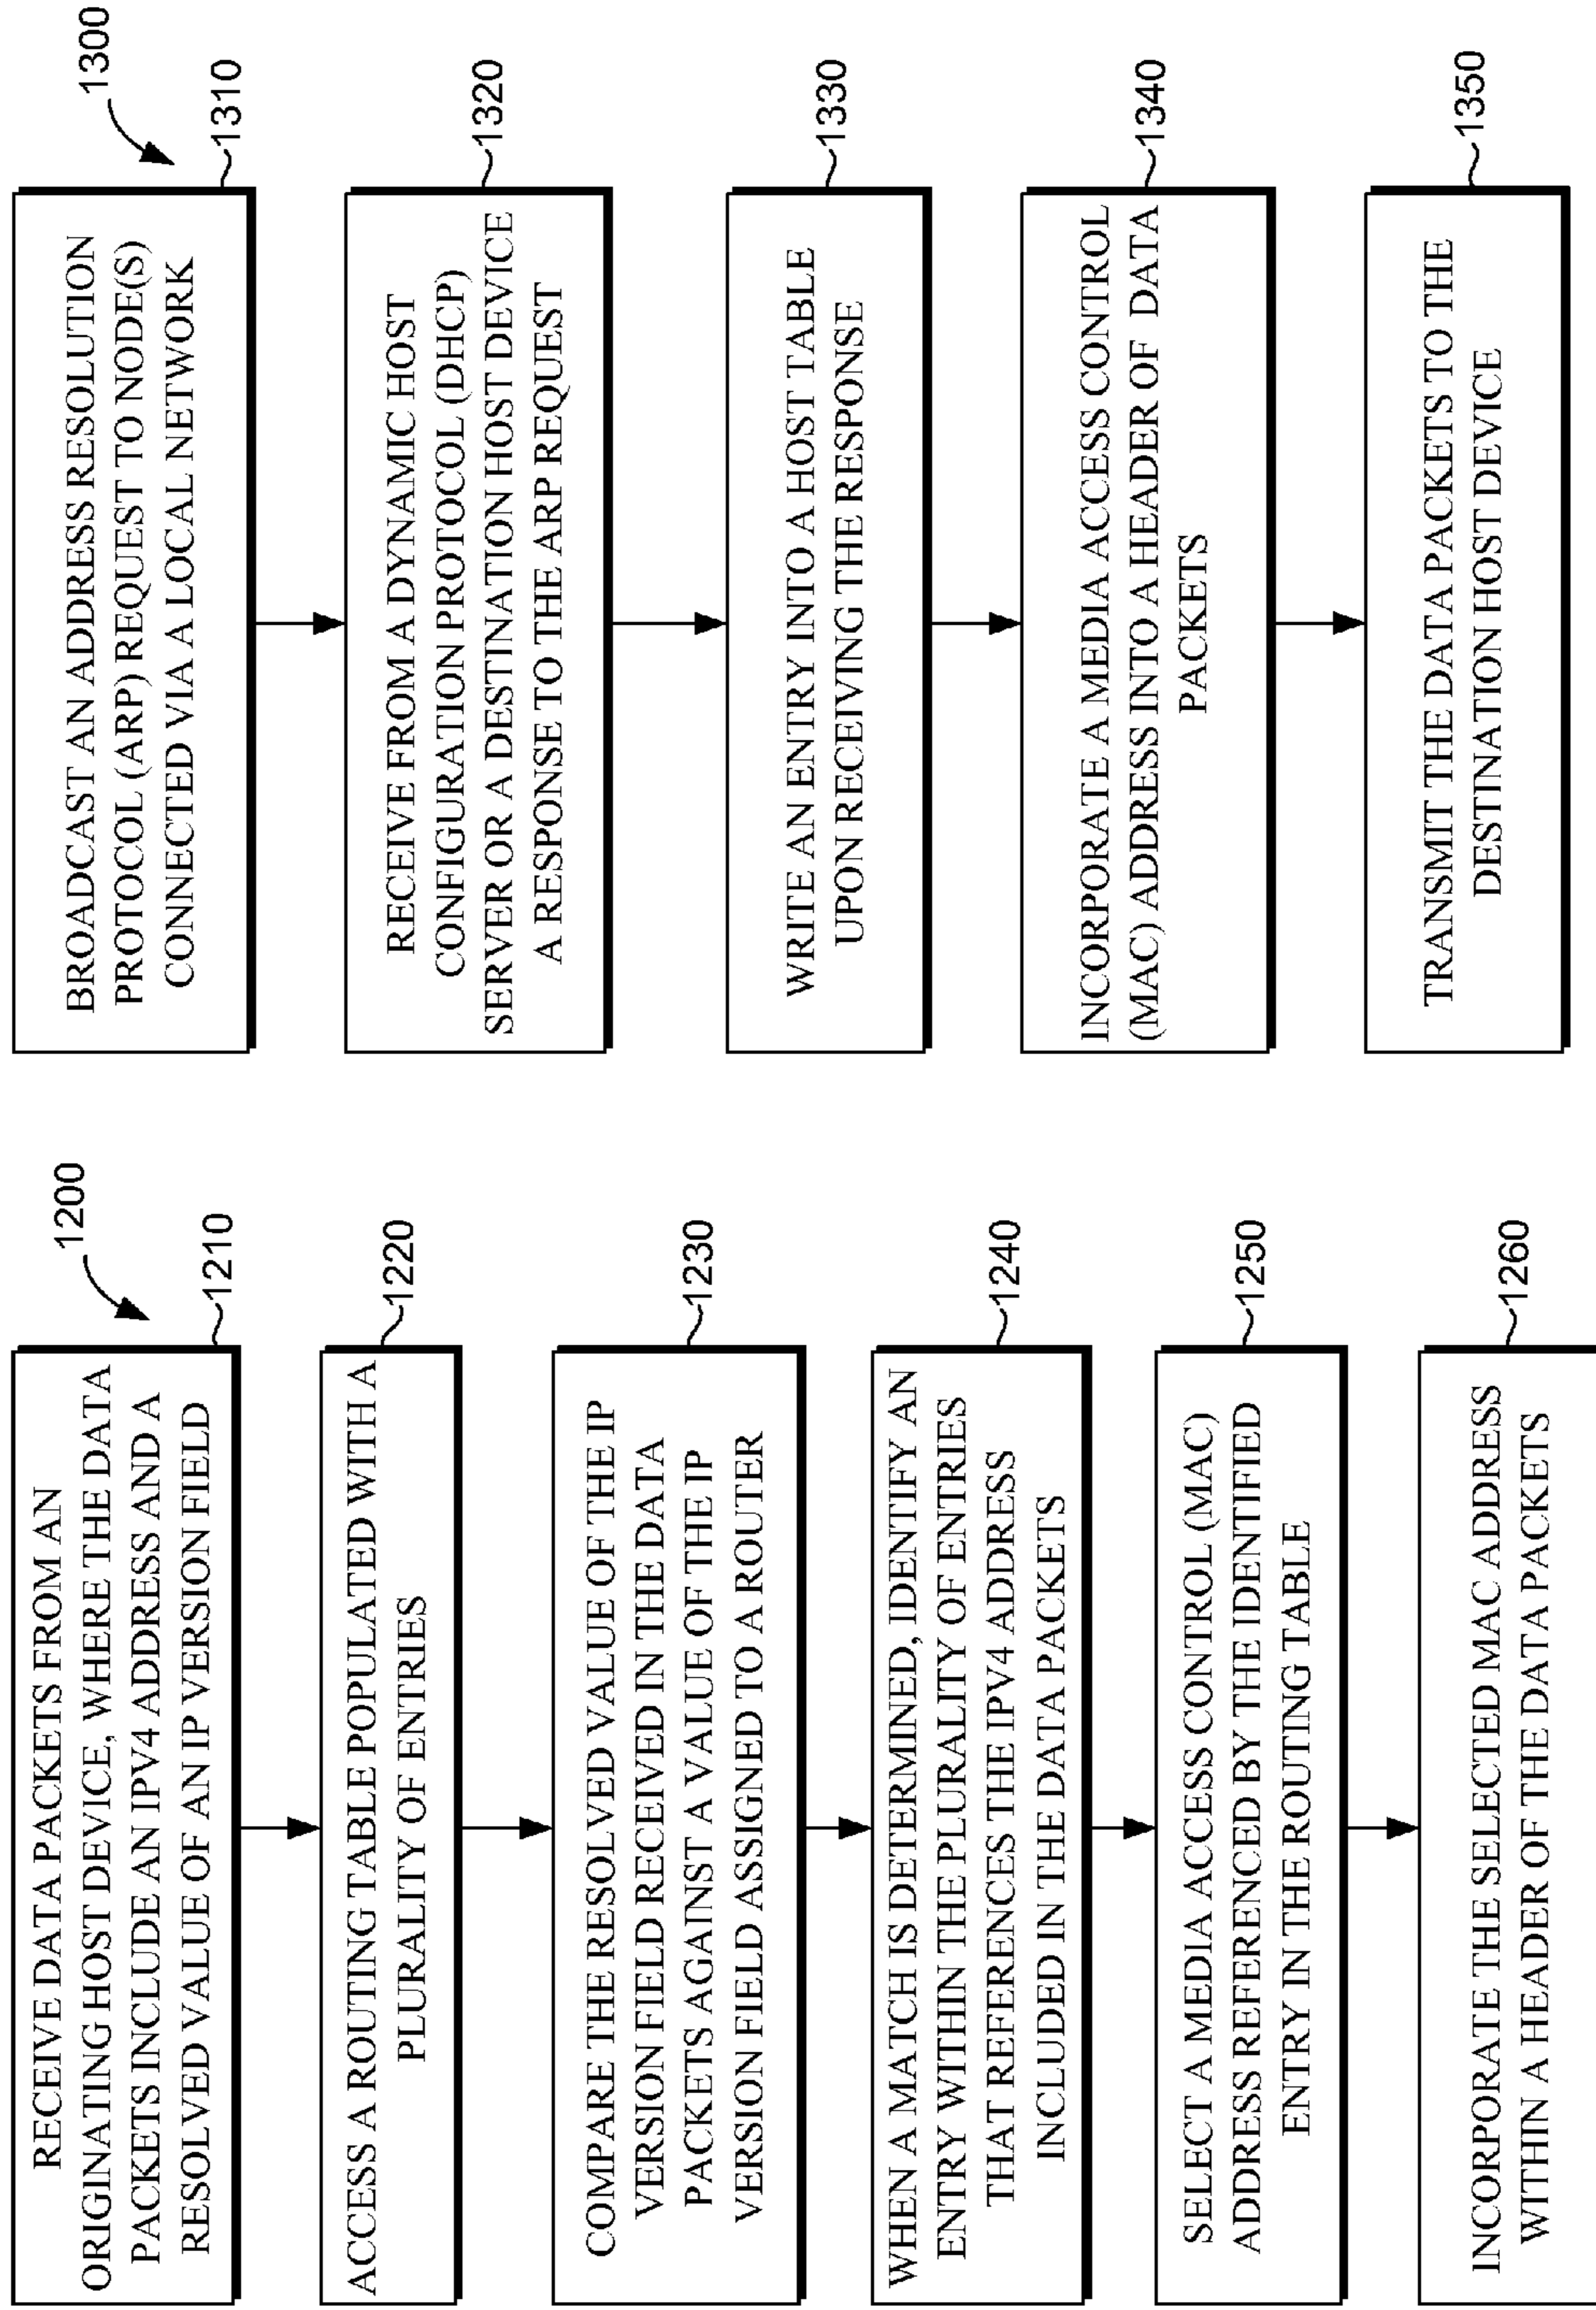 1200
RECEIVE DATA PACKETS FROM AN
ORIGINATING HOST DEVICE, WHERE THE DATA
PACKETS INCLUDE AN IPV4 ADDRESS AND A
RESOLVED VALUE OF AN IP VERSION FIELD
1210
ACCESS A ROUTING TABLE POPULATED WITH A
PLURALITY OF ENTRIES
1220
COMPARE THE RESOLVED VALUE OF THE IP
VERSION FIELD RECEIVED IN THE DATA
PACKETS AGAINST A VALUE OF THE IP
VERSION FIELD ASSIGNED TO A ROUTER
1230
WHEN A MATCH IS DETERMINED, IDENTIFY AN
ENTRY WITHIN THE PLURALITY OF ENTRIES
THAT REFERENCES THE IPV4 ADDRESS
INCLUDED IN THE DATA PACKETS
1240
SELECT A MEDIA ACCESS CONTROL (MAC)
ADDRESS REFERENCED BY THE IDENTIFIED
ENTRY IN THE ROUTING TABLE
1250
INCORPORATE THE SELECTED MAC ADDRESS
WITHIN A HEADER OF THE DATA PACKETS
1260
1300
BROADCAST AN ADDRESS RESOLUTION
PROTOCOL (ARP) REQUEST TO NODE(S)
CONNECTED VIA A LOCAL NETWORK
1310
RECEIVE FROM A DYNAMIC HOST
CONFIGURATION PROTOCOL (DHCP)
SERVER OR A DESTINATION HOST DEVICE
A RESPONSE TO THE ARP REQUEST
1320
WRITE AN ENTRY INTO A HOST TABLE
UPON RECEIVING THE RESPONSE
1330
INCORPORATE A MEDIA ACCESS CONTROL
(MAC) ADDRESS INTO A HEADER OF DATA
PACKETS
1340
TRANSMIT THE DATA PACKETS TO THE
DESTINATION HOST DEVICE
1350